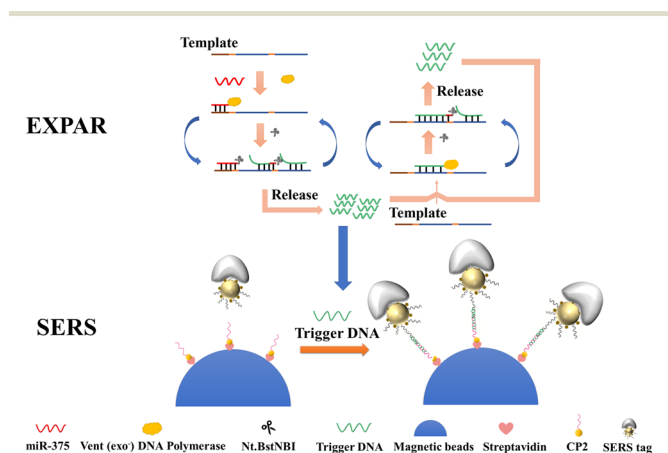 Template
EXPAR
Release
Release
Template
SERS
Trigger DNA
miR-375
Vent (exo-) DNA Polymerase
Nt.BstNBI
Trigger DNA
Magnetic beads
Streptavidin
CP2
SERS tag